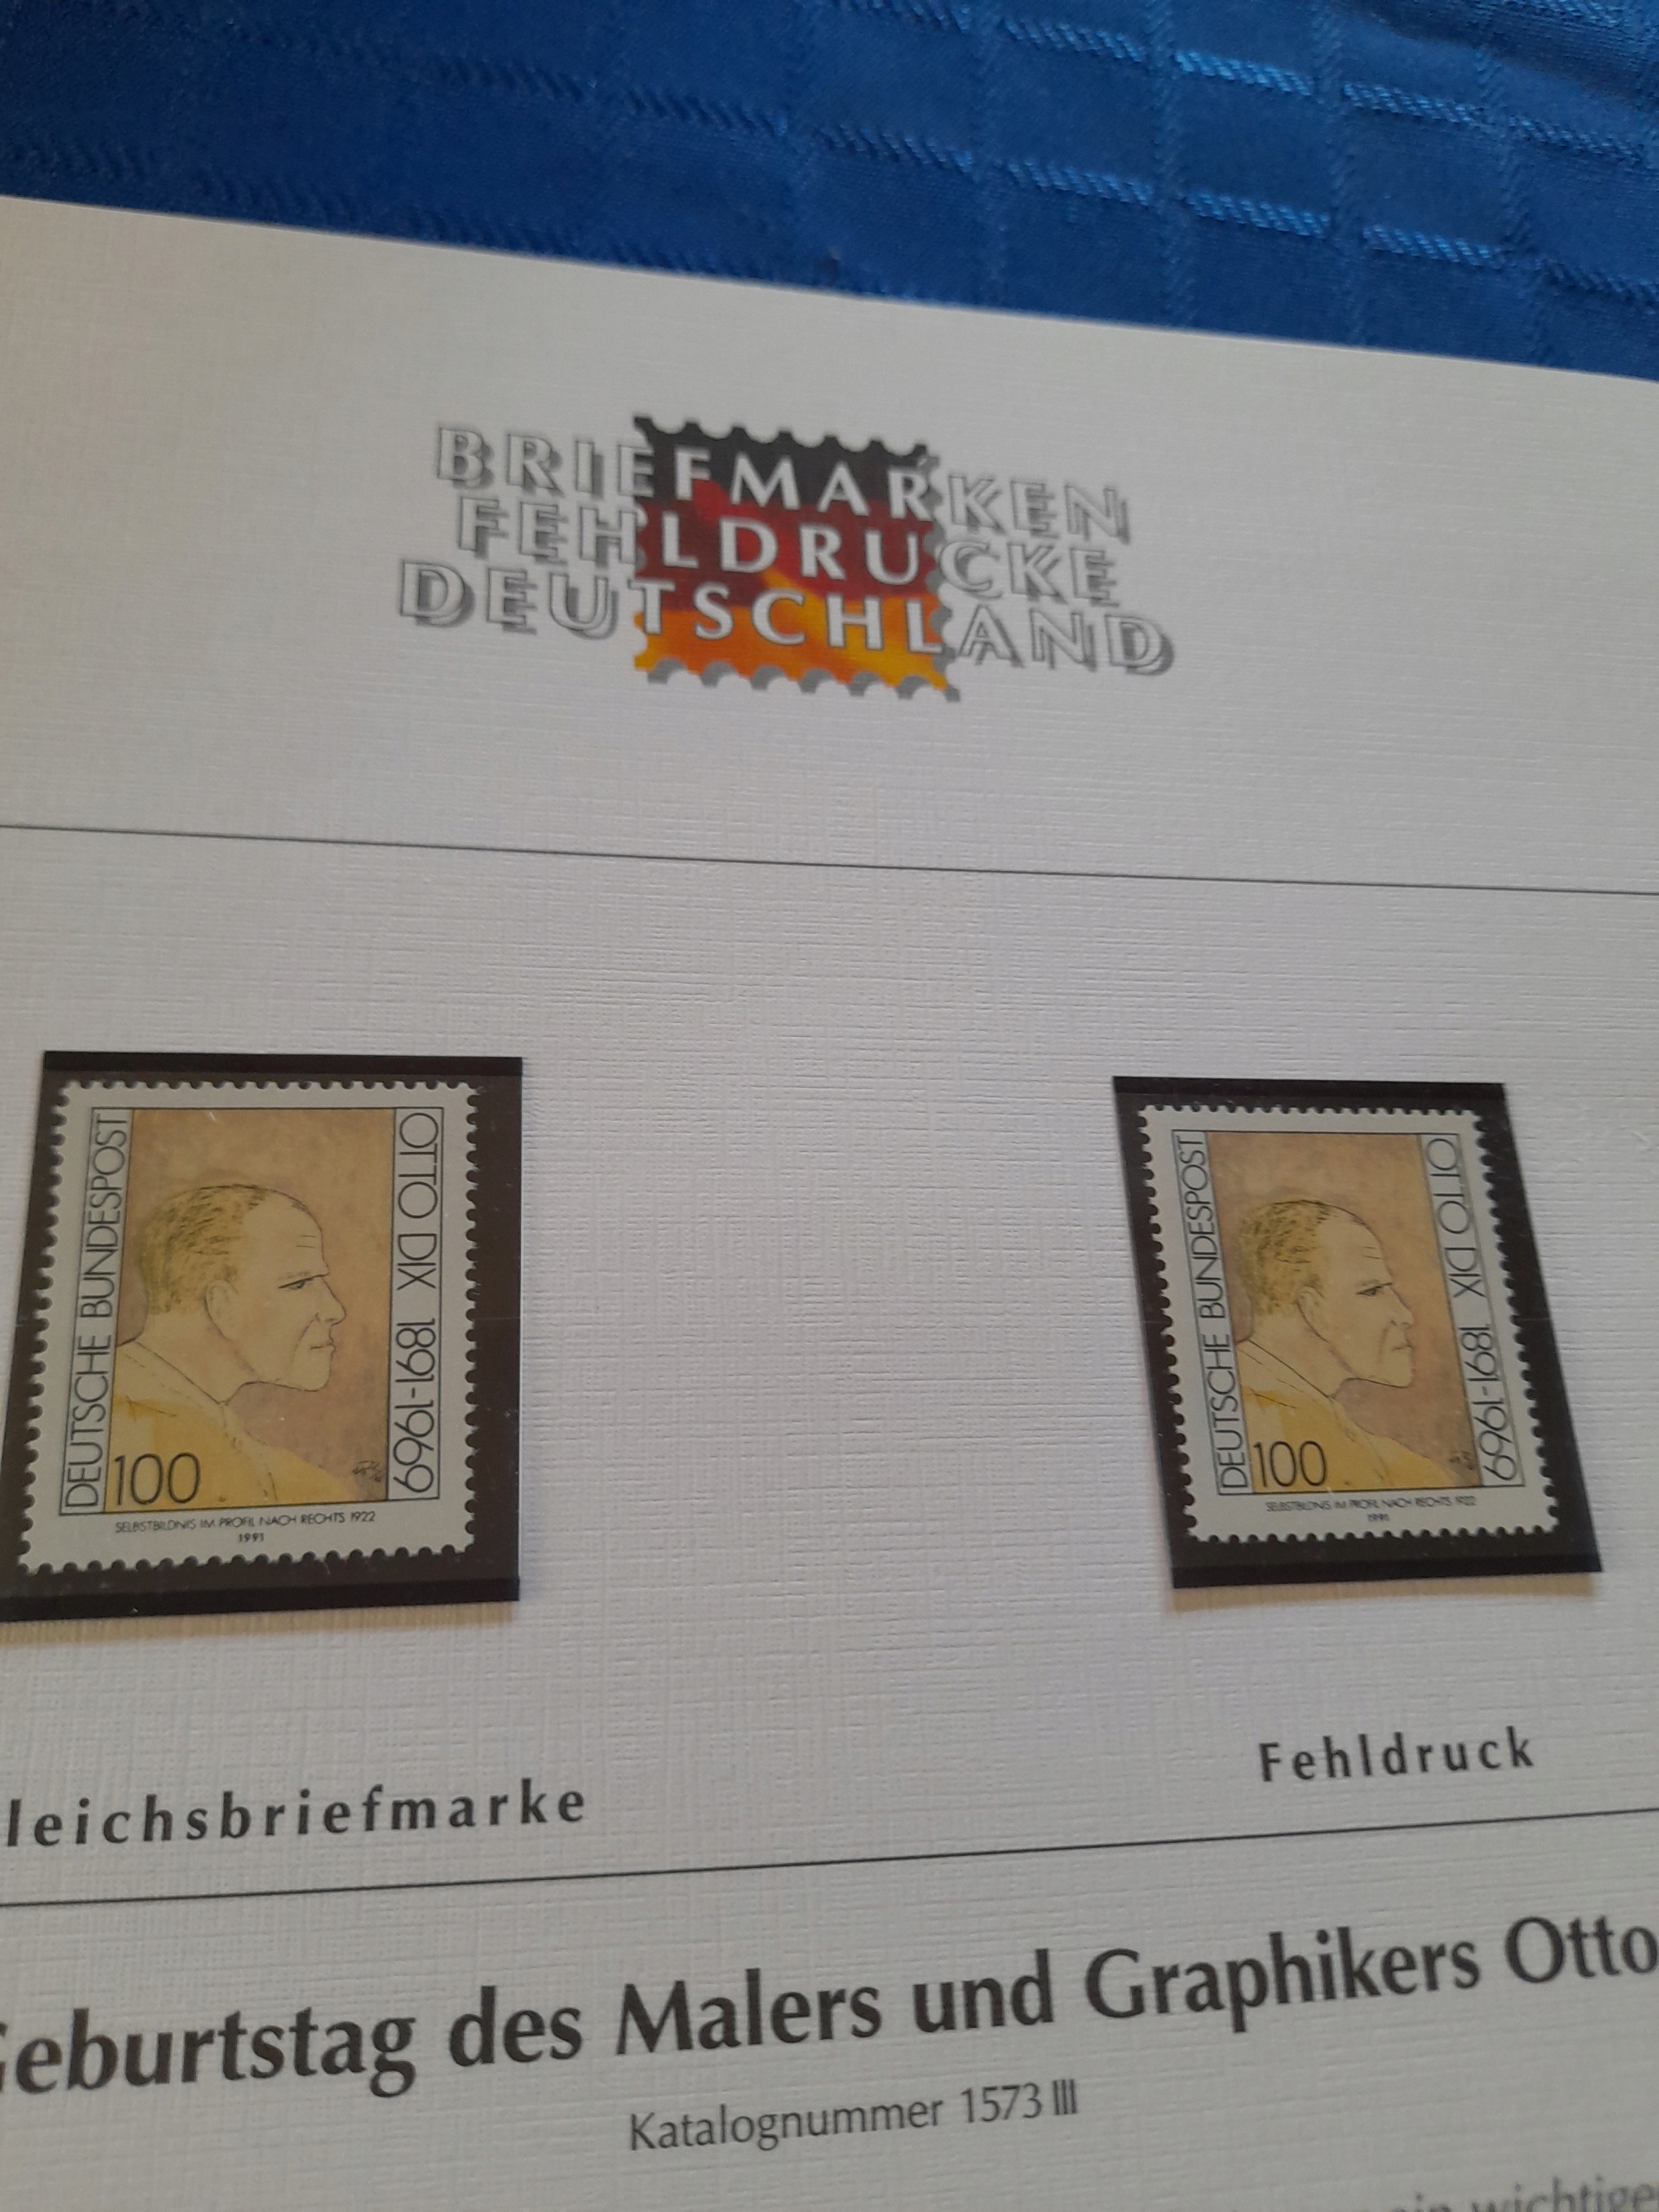 BRIEFMARKEN
FEHLDRUCKE
DEUTSCHLAND
DEUTSCHE BUNDESPOST
OTTO DIX 1891-1969
100
SELBSTBILDNIS IM PROFIL NACH RECHTS 1922
1991
DEUTSCHE BUNDESPOST
OTTO DIX 1891-1969
100
SELBSTBILDNIS IM PROFIL NACH RECHTS 1922
1991
leichsbriefmarke
Fehldruck
Geburtstag des Malers und Graphikers Otto
Katalognummer 1573 III
ein wichtige